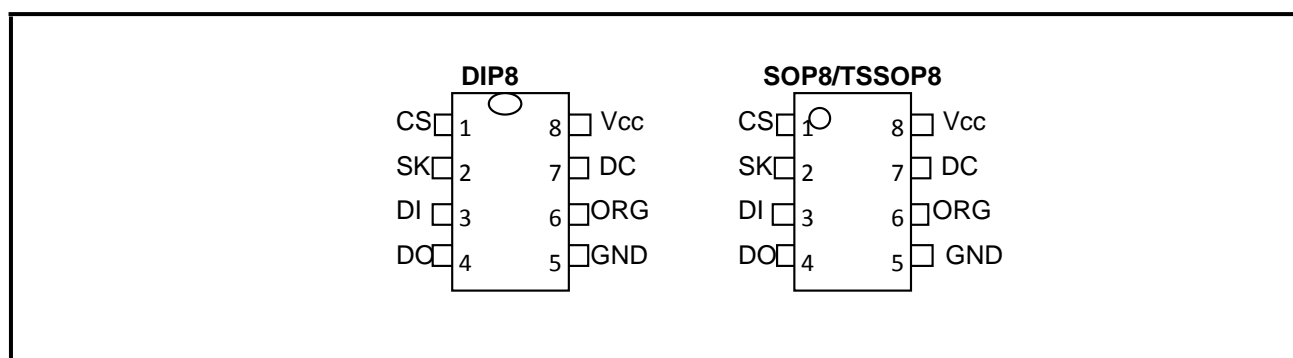 DIP8 SOP8/TSSOP8
CS 1 8 Vcc CS 1 8 Vcc
SK 2 7 DC SK 2 7 DC
DI 3 6 ORG DI 3 6 ORG
DO 4 5 GND DO 4 5 GND